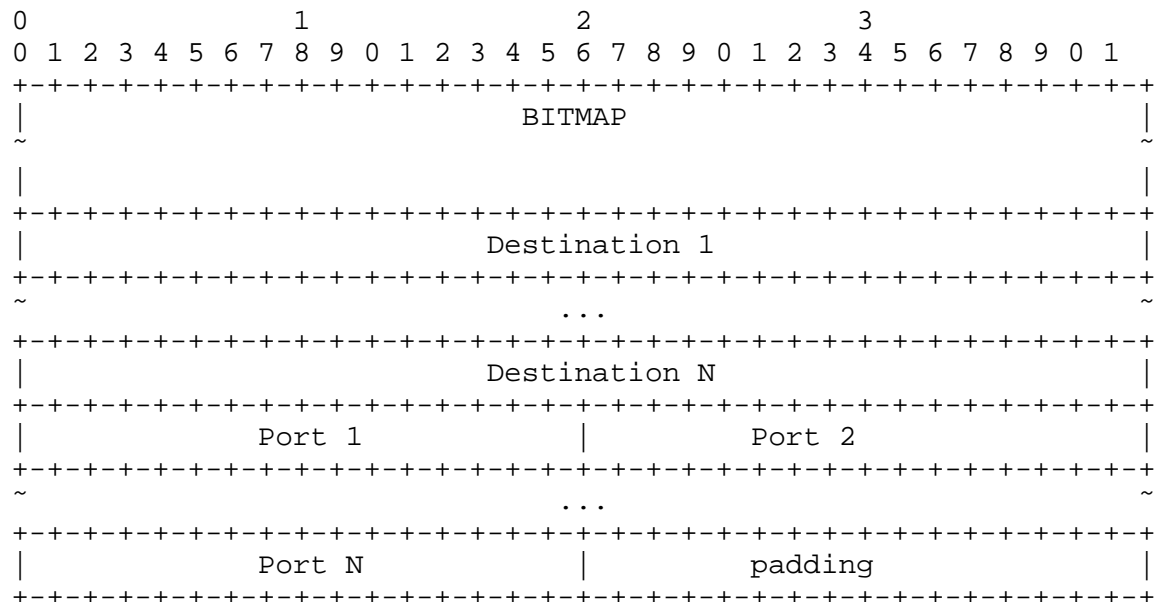 0                   1                   2                   3
0 1 2 3 4 5 6 7 8 9 0 1 2 3 4 5 6 7 8 9 0 1 2 3 4 5 6 7 8 9 0 1
+-+-+-+-+-+-+-+-+-+-+-+-+-+-+-+-+-+-+-+-+-+-+-+-+-+-+-+-+-+-+-+-+
|                            BITMAP                             |
~                                                               ~
|                                                               |
+-+-+-+-+-+-+-+-+-+-+-+-+-+-+-+-+-+-+-+-+-+-+-+-+-+-+-+-+-+-+-+-+
|                          Destination 1                        |
+-+-+-+-+-+-+-+-+-+-+-+-+-+-+-+-+-+-+-+-+-+-+-+-+-+-+-+-+-+-+-+-+
~                              ...                              ~
+-+-+-+-+-+-+-+-+-+-+-+-+-+-+-+-+-+-+-+-+-+-+-+-+-+-+-+-+-+-+-+-+
|                          Destination N                        |
+-+-+-+-+-+-+-+-+-+-+-+-+-+-+-+-+-+-+-+-+-+-+-+-+-+-+-+-+-+-+-+-+
|             Port 1            |           Port 2              |
+-+-+-+-+-+-+-+-+-+-+-+-+-+-+-+-+-+-+-+-+-+-+-+-+-+-+-+-+-+-+-+-+
~                              ...                              ~
+-+-+-+-+-+-+-+-+-+-+-+-+-+-+-+-+-+-+-+-+-+-+-+-+-+-+-+-+-+-+-+-+
|             Port N            |           padding             |
+-+-+-+-+-+-+-+-+-+-+-+-+-+-+-+-+-+-+-+-+-+-+-+-+-+-+-+-+-+-+-+-+